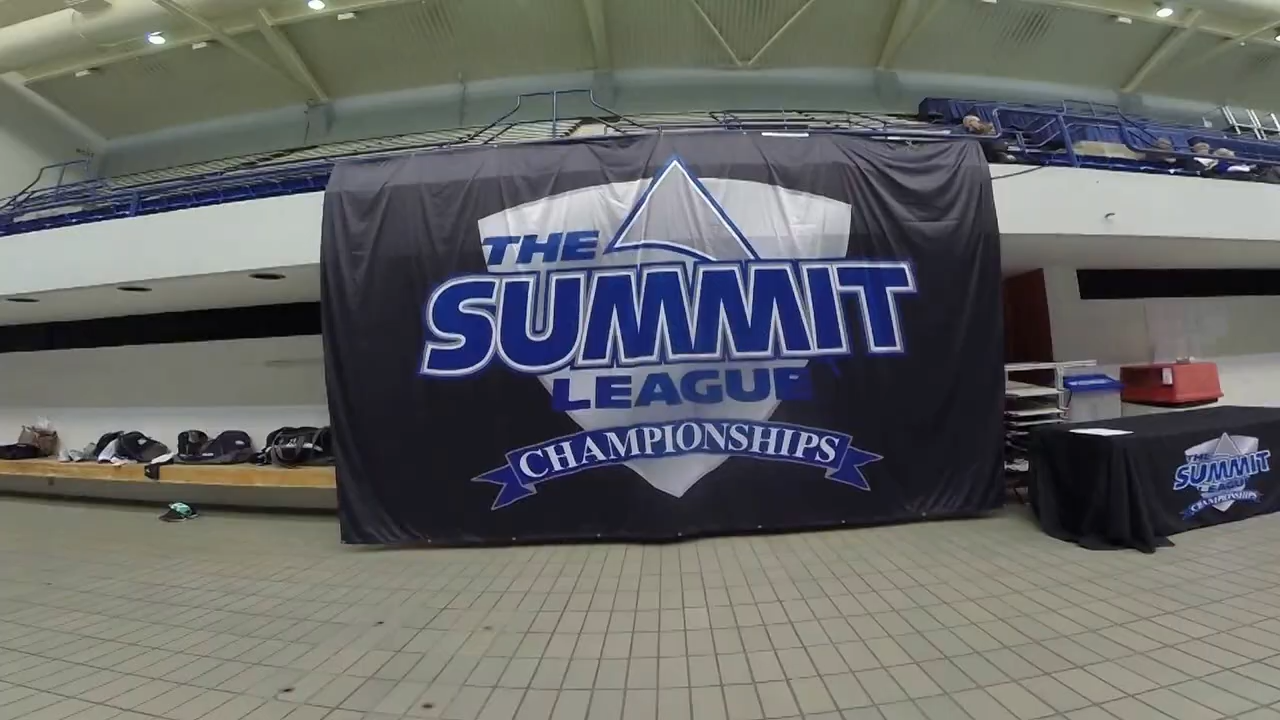 THE
SUMMIT
LEAGUE
CHAMPIONSHIPS
THE
SUMMIT
LEAGUE
CHAMPIONSHIPS